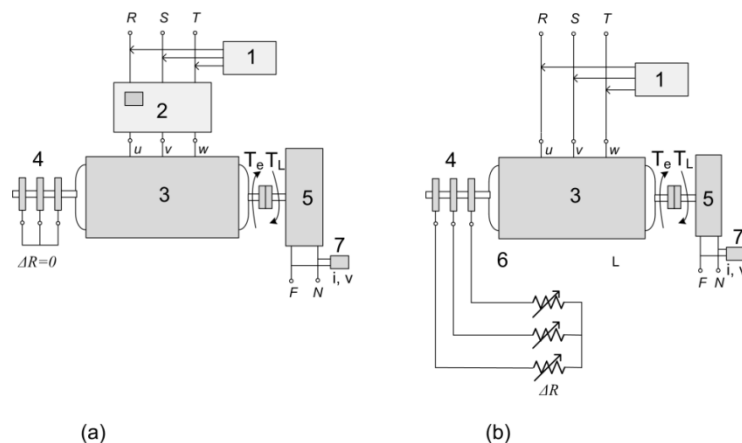 R S T
1
2
u v w
4
3
Te TL
5
7
i, v
ΔR=0
F N
(a)
R S T
1
u v w
4
3
Te TL
5
6
L
7
i, v
F N
ΔR
(b)